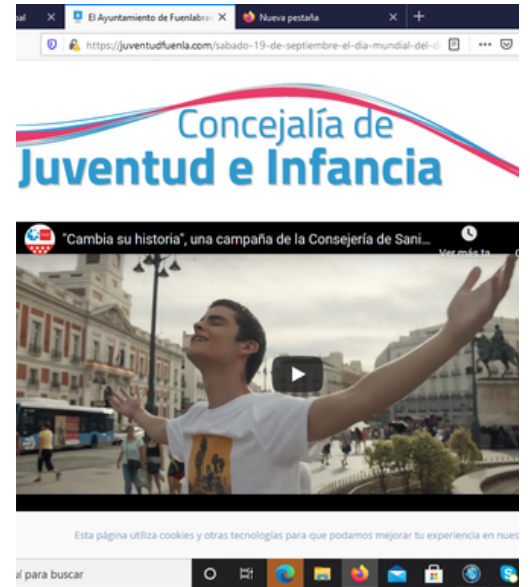 pal
El Ayuntamiento de Fuenlabra
Nueva pestaña
https://juventudfuenla.com/sabado-19-de-septiembre-el-dia-mundial-del-d
Concejalía de
Juventud e Infancia
"Cambia su historia", una campaña de la Consejería de Sani...
Ver más ta...
Esta página utiliza cookies y otras tecnologías para que podamos mejorar tu experiencia en nues
uí para buscar